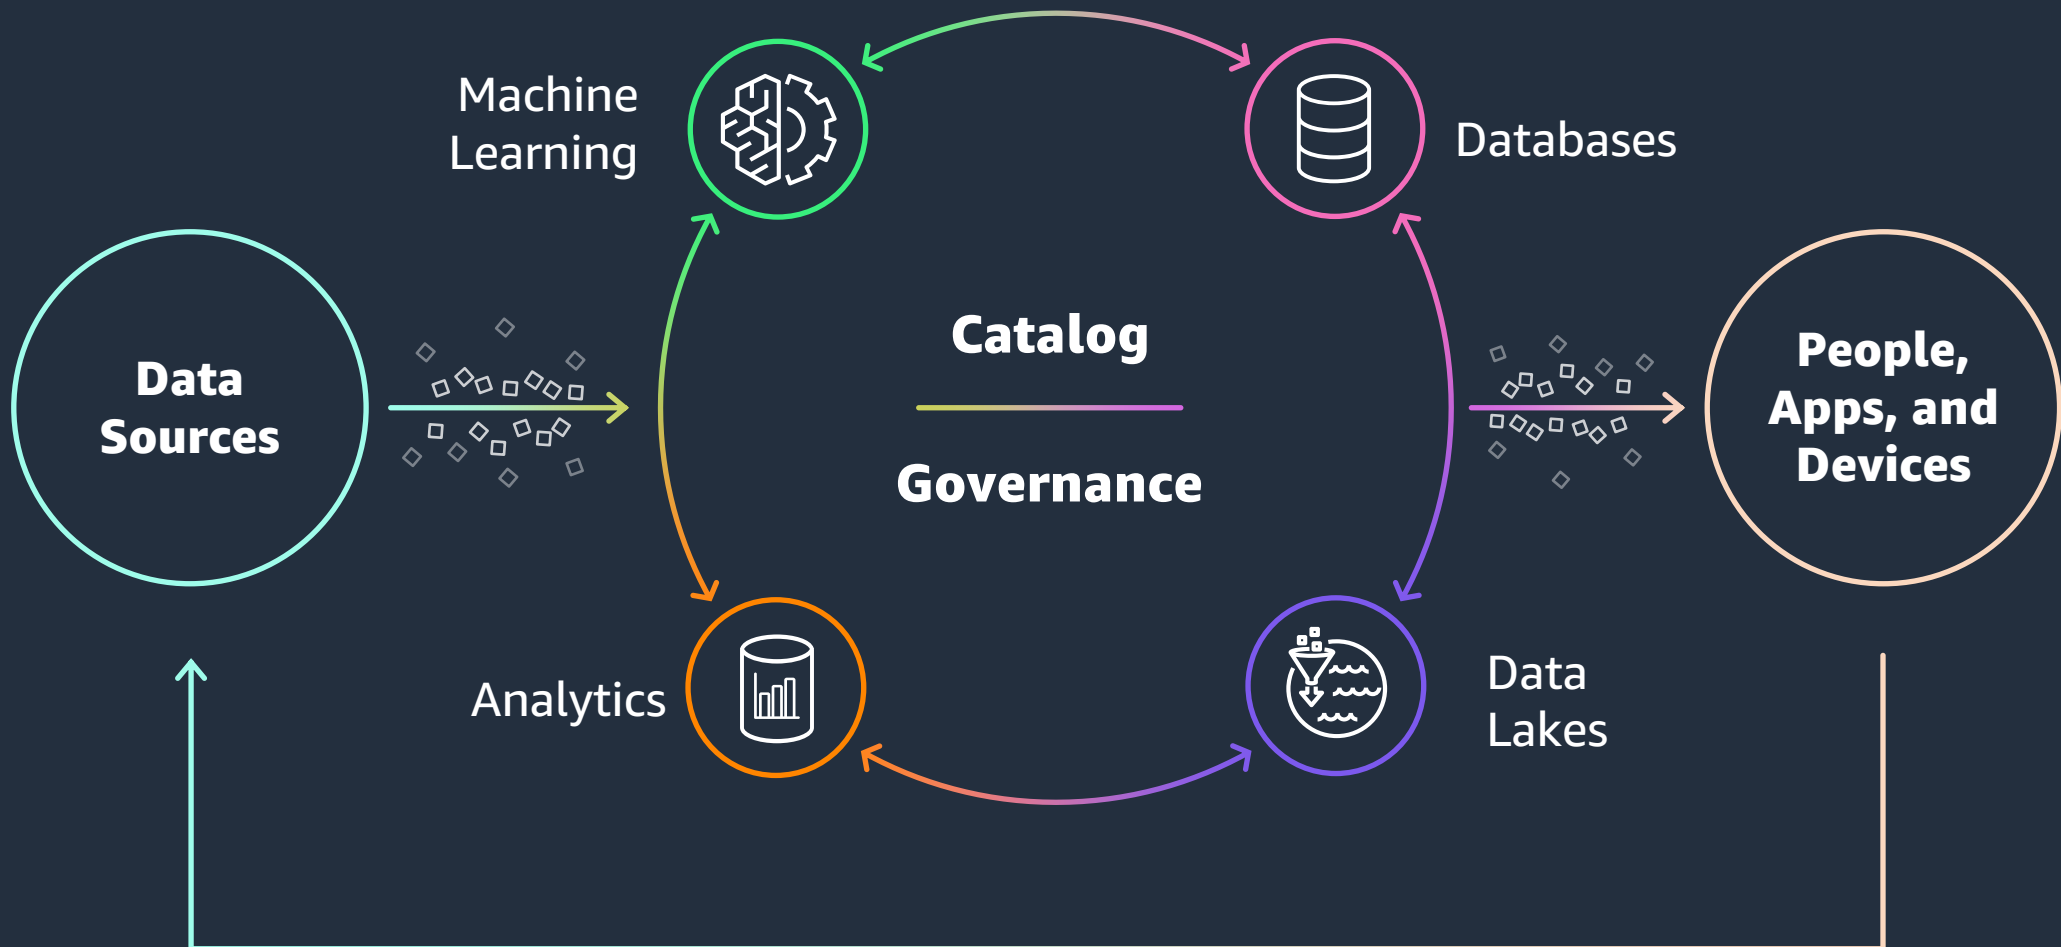 Machine
Learning
Databases
Data
Sources
Catalog
Governance
People,
Apps, and
Devices
Analytics
Data
Lakes